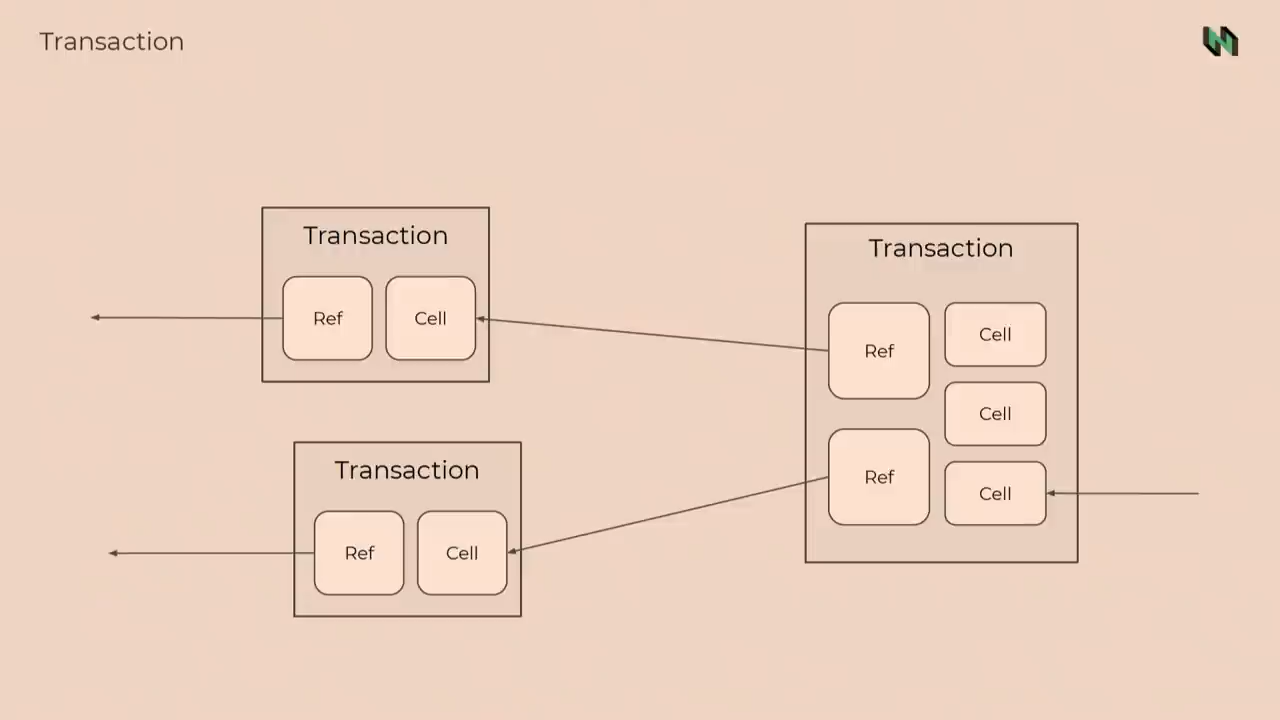 Transaction
Transaction
Ref
Cell
Transaction
Ref
Cell
Transaction
Ref
Ref
Cell
Cell
Cell